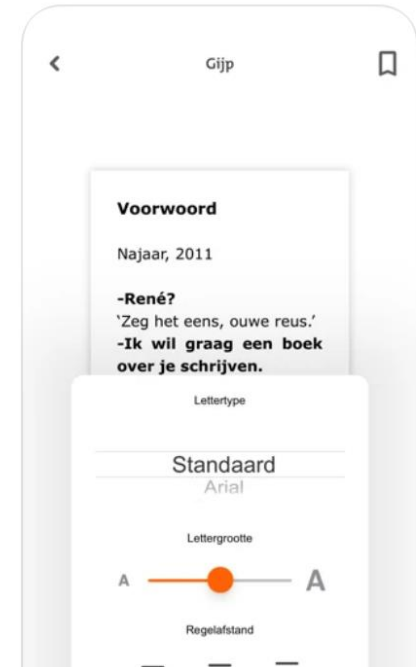 Gijp
Voorwoord
Najaar, 2011
-René?
‘Zeg het eens, ouwe reus.’
-Ik wil graag een boek
over je schrijven.
Lettertype
Standaard
Arial
Lettergrootte
A A
Regelafstand